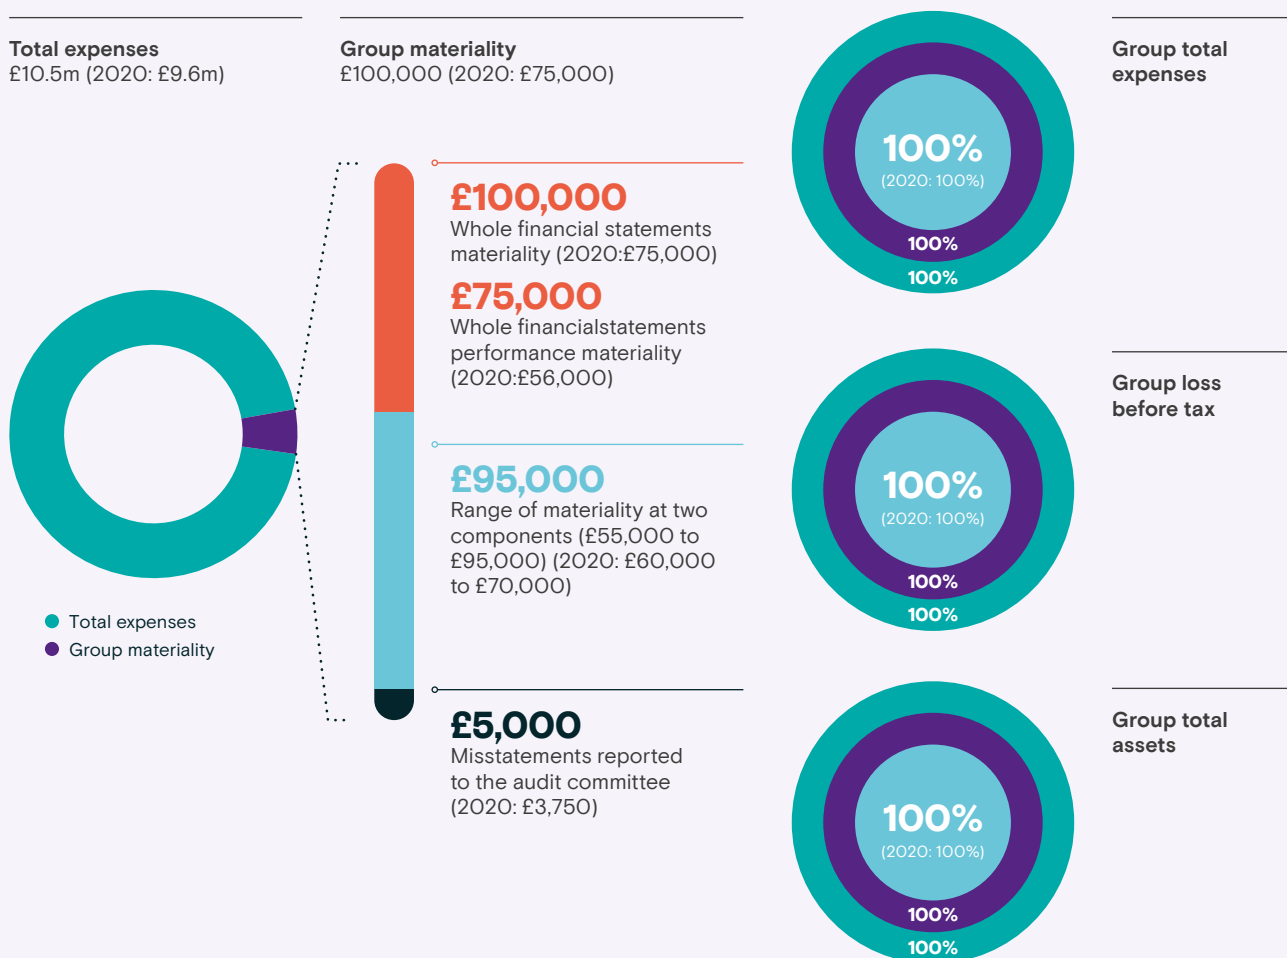 Total expenses
£10.5m (2020: £9.6m)
Total expenses
Group materiality
Group materiality
£100,000 (2020: £75,000)
£100,000
Whole financial statements
materiality (2020:£75,000)
£75,000
Whole financialstatements
performance materiality
(2020:£56,000)
£95,000
Range of materiality at two
components (£55,000 to
£95,000) (2020: £60,000
to £70,000)
£5,000
Misstatements reported
to the audit committee
(2020: £3,750)
100%
(2020: 100%)
100%
100%
Group total
expenses
100%
(2020: 100%)
100%
100%
Group loss
before tax
100%
(2020: 100%)
100%
100%
Group total
assets